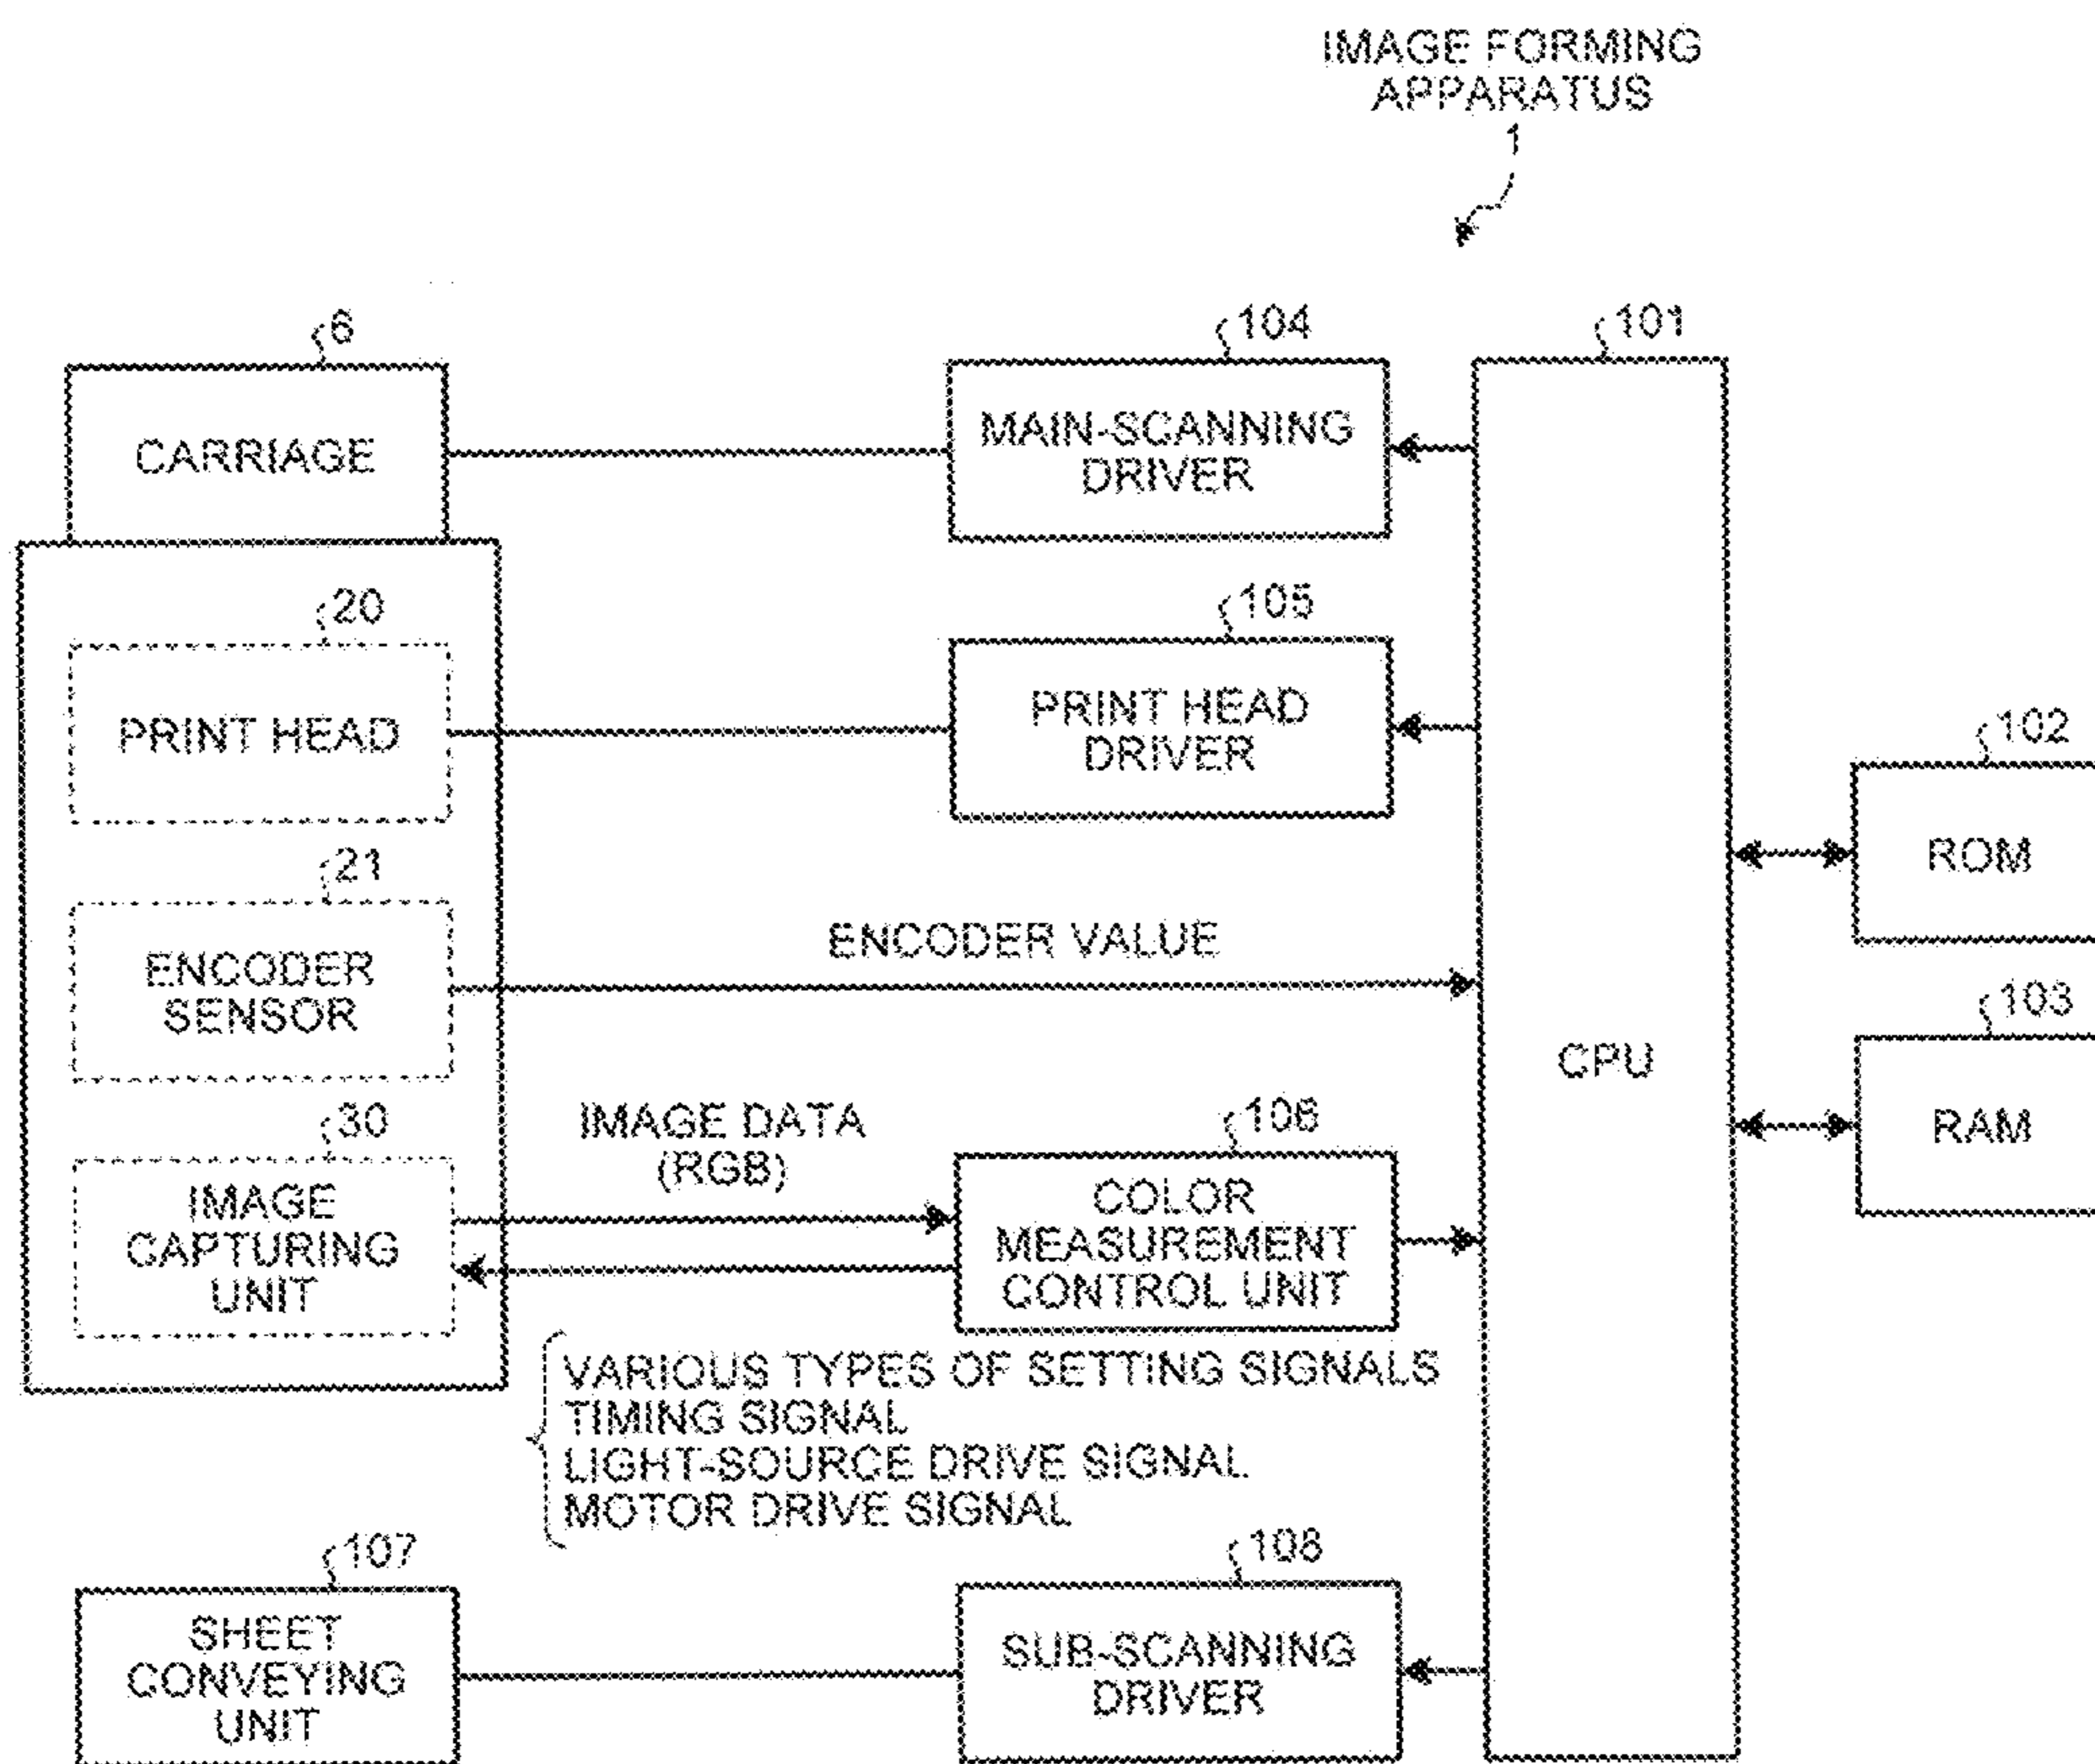 IMAGE FORMING
APPARATUS
1
6
CARRIAGE
104
MAIN-SCANNING
DRIVER
101
CPU
20
PRINT HEAD
105
PRINT HEAD
DRIVER
102
ROM
21
ENCODER
SENSOR
ENCODER VALUE
103
RAM
30
IMAGE
CAPTURING
UNIT
IMAGE DATA
(RGB)
106
COLOR
MEASUREMENT
CONTROL UNIT
VARIOUS TYPES OF SETTING SIGNALS
TIMING SIGNAL
LIGHT-SOURCE DRIVE SIGNAL
MOTOR DRIVE SIGNAL
107
SHEET
CONVEYING
UNIT
108
SUB-SCANNING
DRIVER